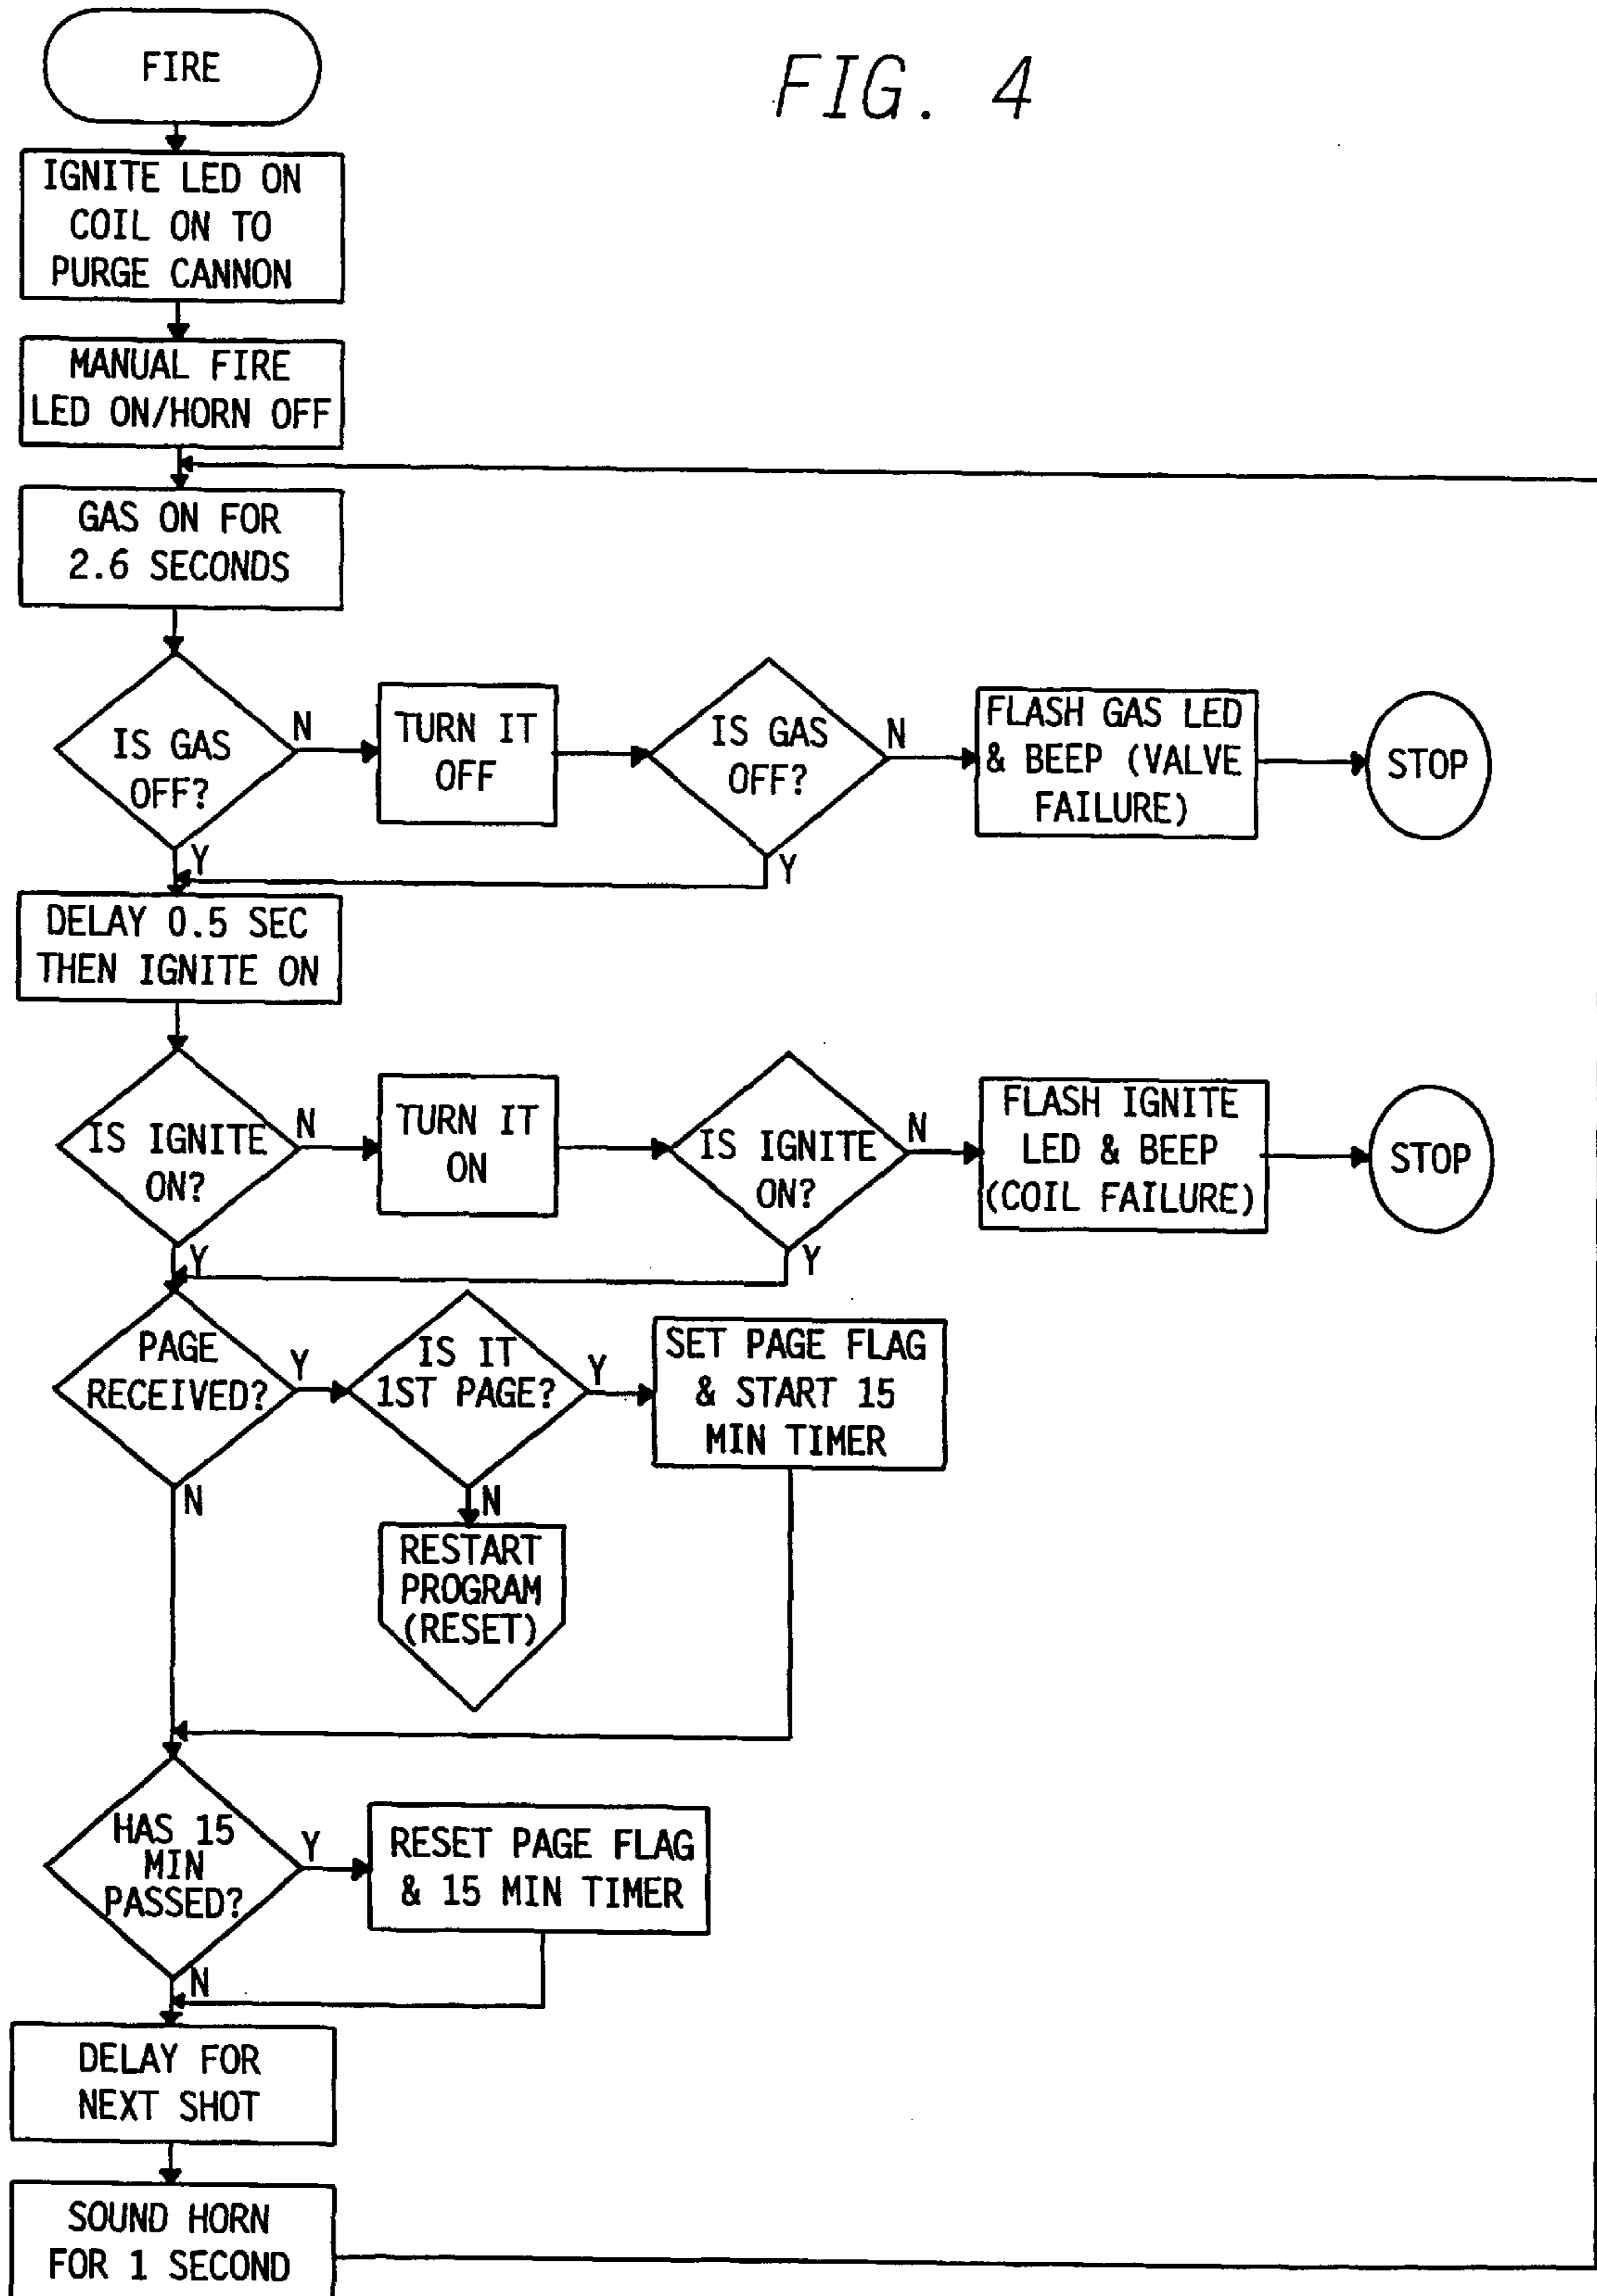 FIG. 4
FIRE
IGNITE LED ON
COIL ON TO
PURGE CANNON
MANUAL FIRE
LED ON/HORN OFF
GAS ON FOR
2.6 SECONDS
IS GAS
OFF?
N
TURN IT
OFF
IS GAS
OFF?
N
FLASH GAS LED
& BEEP (VALVE
FAILURE)
STOP
Y
Y
DELAY 0.5 SEC
THEN IGNITE ON
IS IGNITE
ON?
N
TURN IT
ON
IS IGNITE
ON?
N
FLASH IGNITE
LED & BEEP
(COIL FAILURE)
STOP
Y
Y
PAGE
RECEIVED?
Y
IS IT
1ST PAGE?
Y
SET PAGE FLAG
& START 15
MIN TIMER
N
N
RESTART
PROGRAM
(RESET)
HAS 15
MIN
PASSED?
Y
RESET PAGE FLAG
& 15 MIN TIMER
N
DELAY FOR
NEXT SHOT
SOUND HORN
FOR 1 SECOND